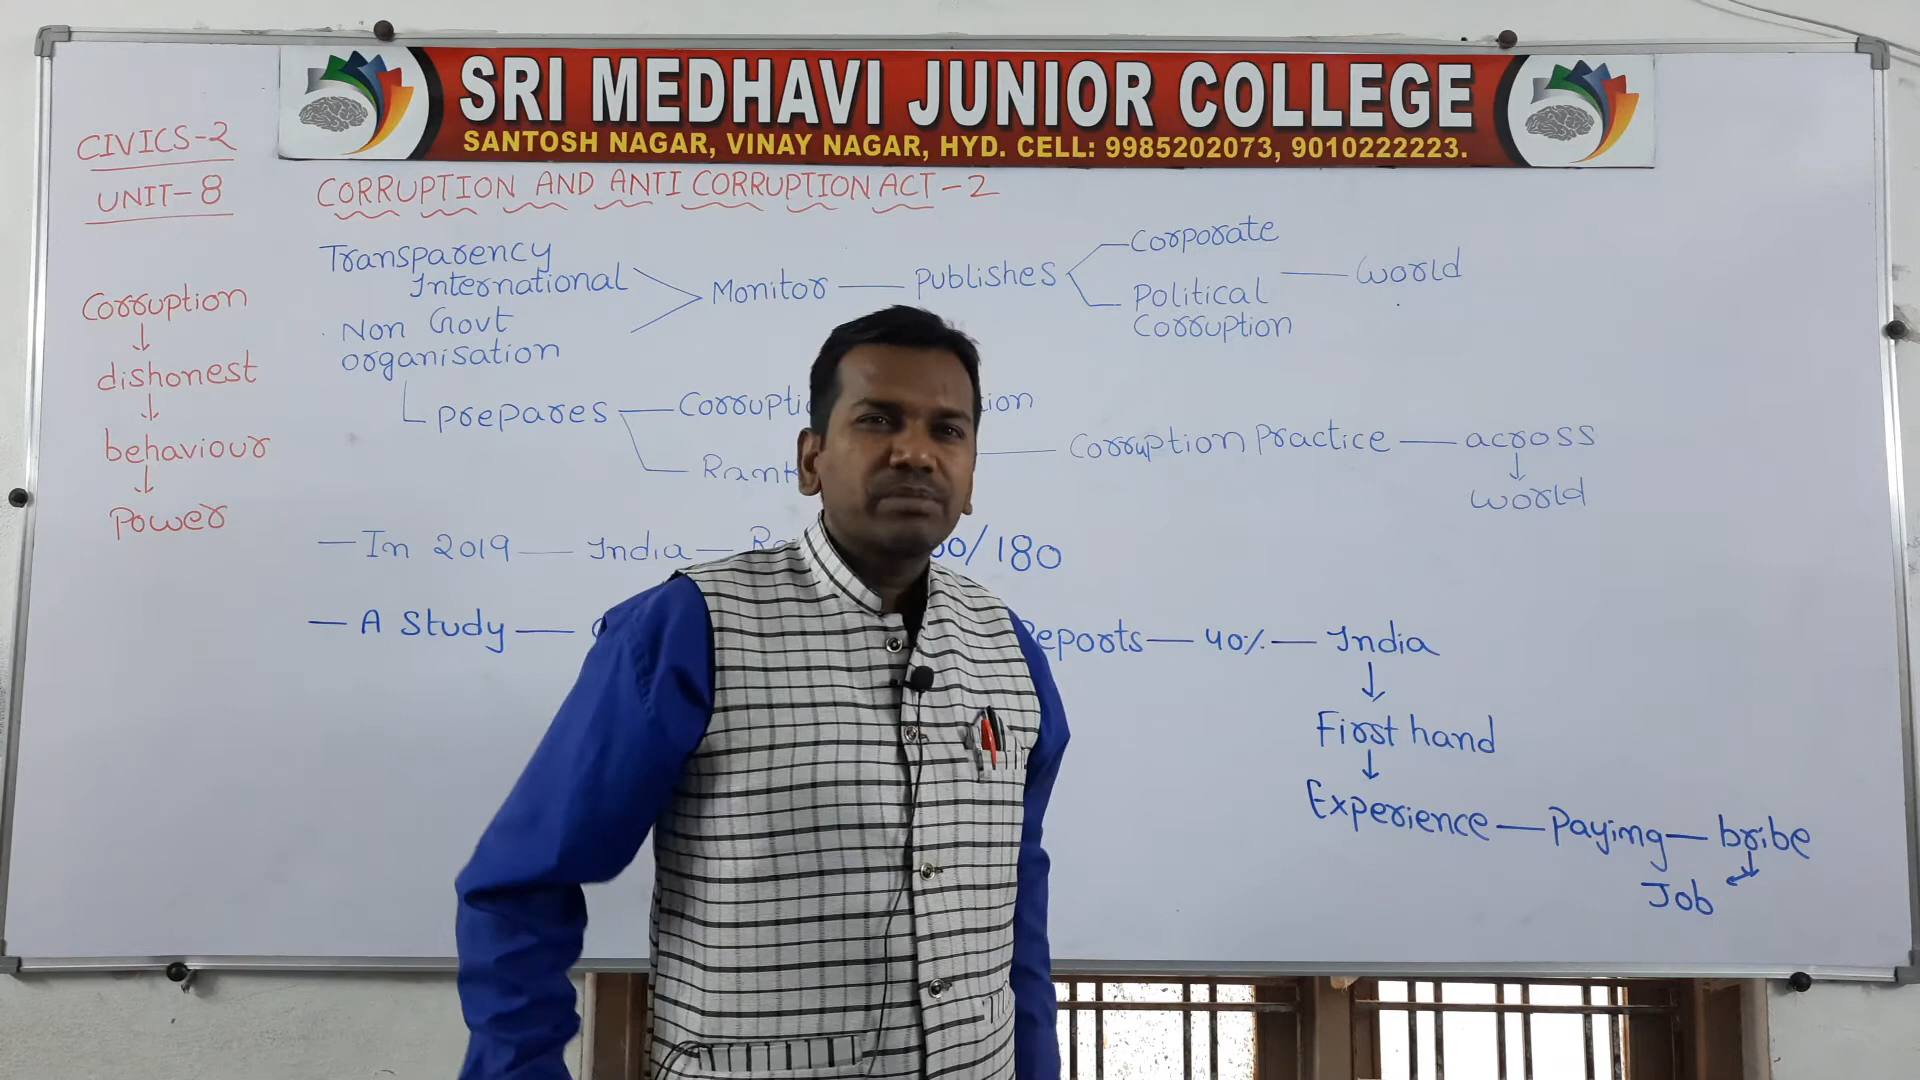 SRI MEDHAVI JUNIOR COLLEGE
SANTOSH NAGAR, VINAY NAGAR, HYD. CELL: 9985202073, 9010222223.
CIVICS-2
UNIT-8
CORRUPTION AND ANTI CORRUPTION ACT-2
Corruption
↓
dishonest
↓
behaviour
↓
Power
Transparency
International
Non Govt
organisation
Monitor — Publishes
Corporate
Political
Corruption
— World
Prepares
Corruption Practice — across
↓
World
— In 2019 — India — /180
— A Study — Reports — 40% — India
↓
First hand
↓
Experience — Paying — bribe
Job